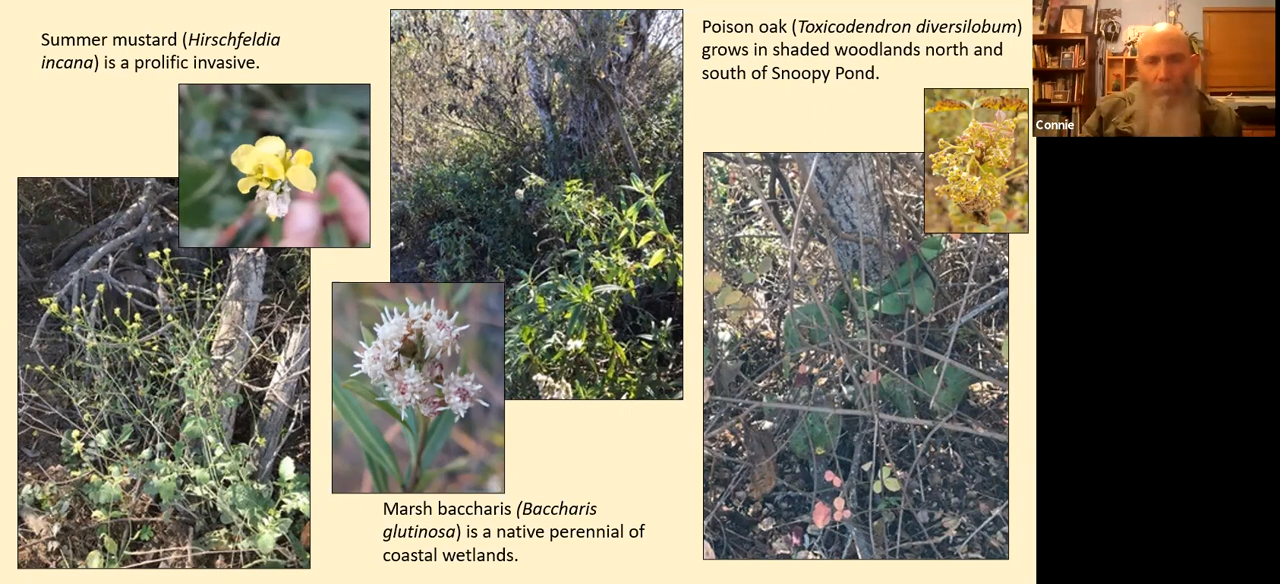 Summer mustard (Hirschfeldia
incana) is a prolific invasive.
Poison oak (Toxicodendron diversilobum)
grows in shaded woodlands north and
south of Snoopy Pond.
Connie
Marsh baccharis (Baccharis
glutinosa) is a native perennial of
coastal wetlands.